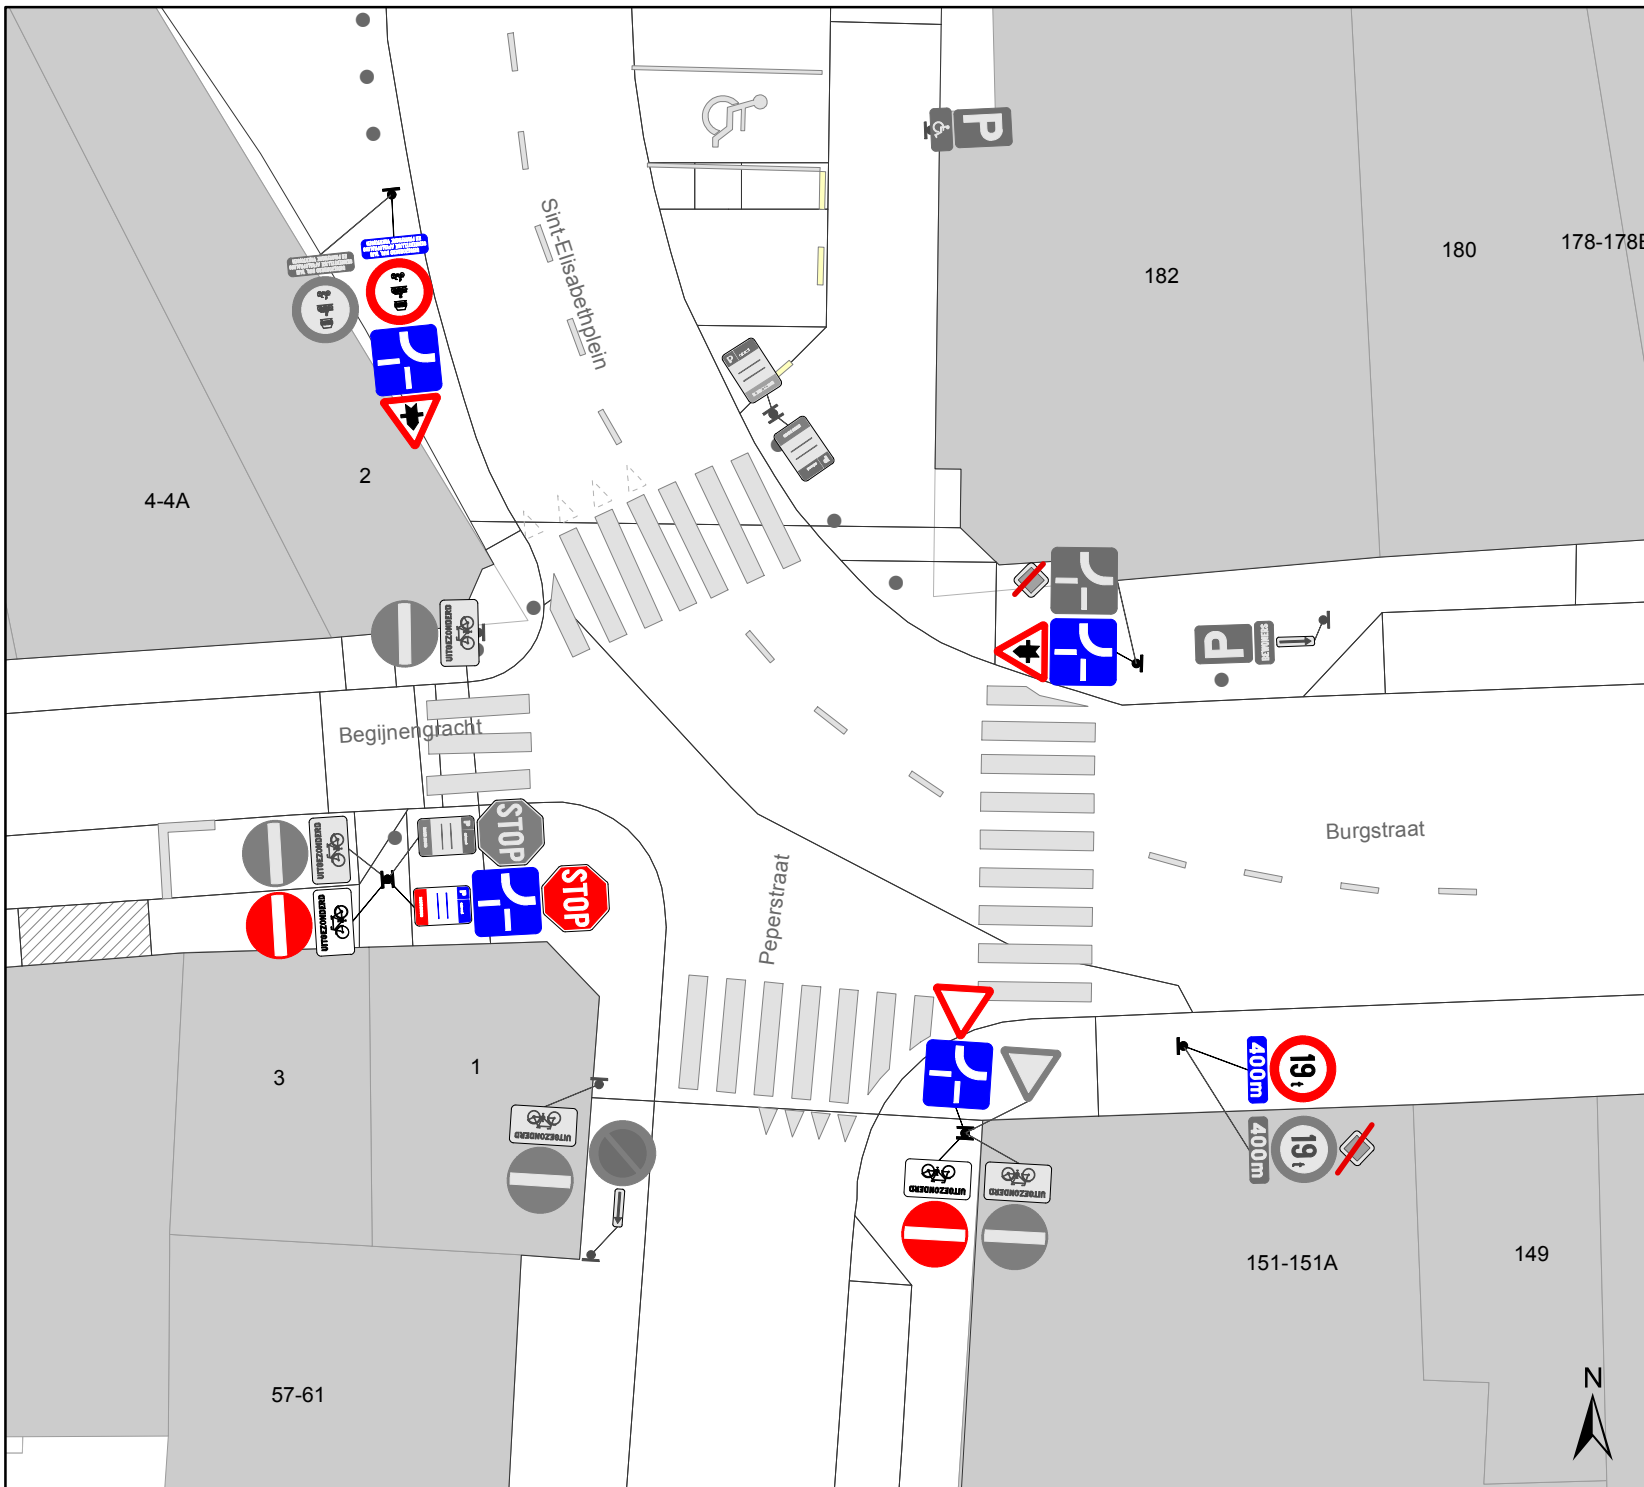 P
Sint-Elisabethplein
182
180
178-178B
4-4A
2
UITGEZONDERD
P
BEWONERS
Begijnengracht
UITGEZONDERD
STOP
UITGEZONDERD
STOP
Burgstraat
Peperstraat
3
1
400m
19t
UITGEZONDERD
400m
19t
UITGEZONDERD
UITGEZONDERD
151-151A
149
57-61
N